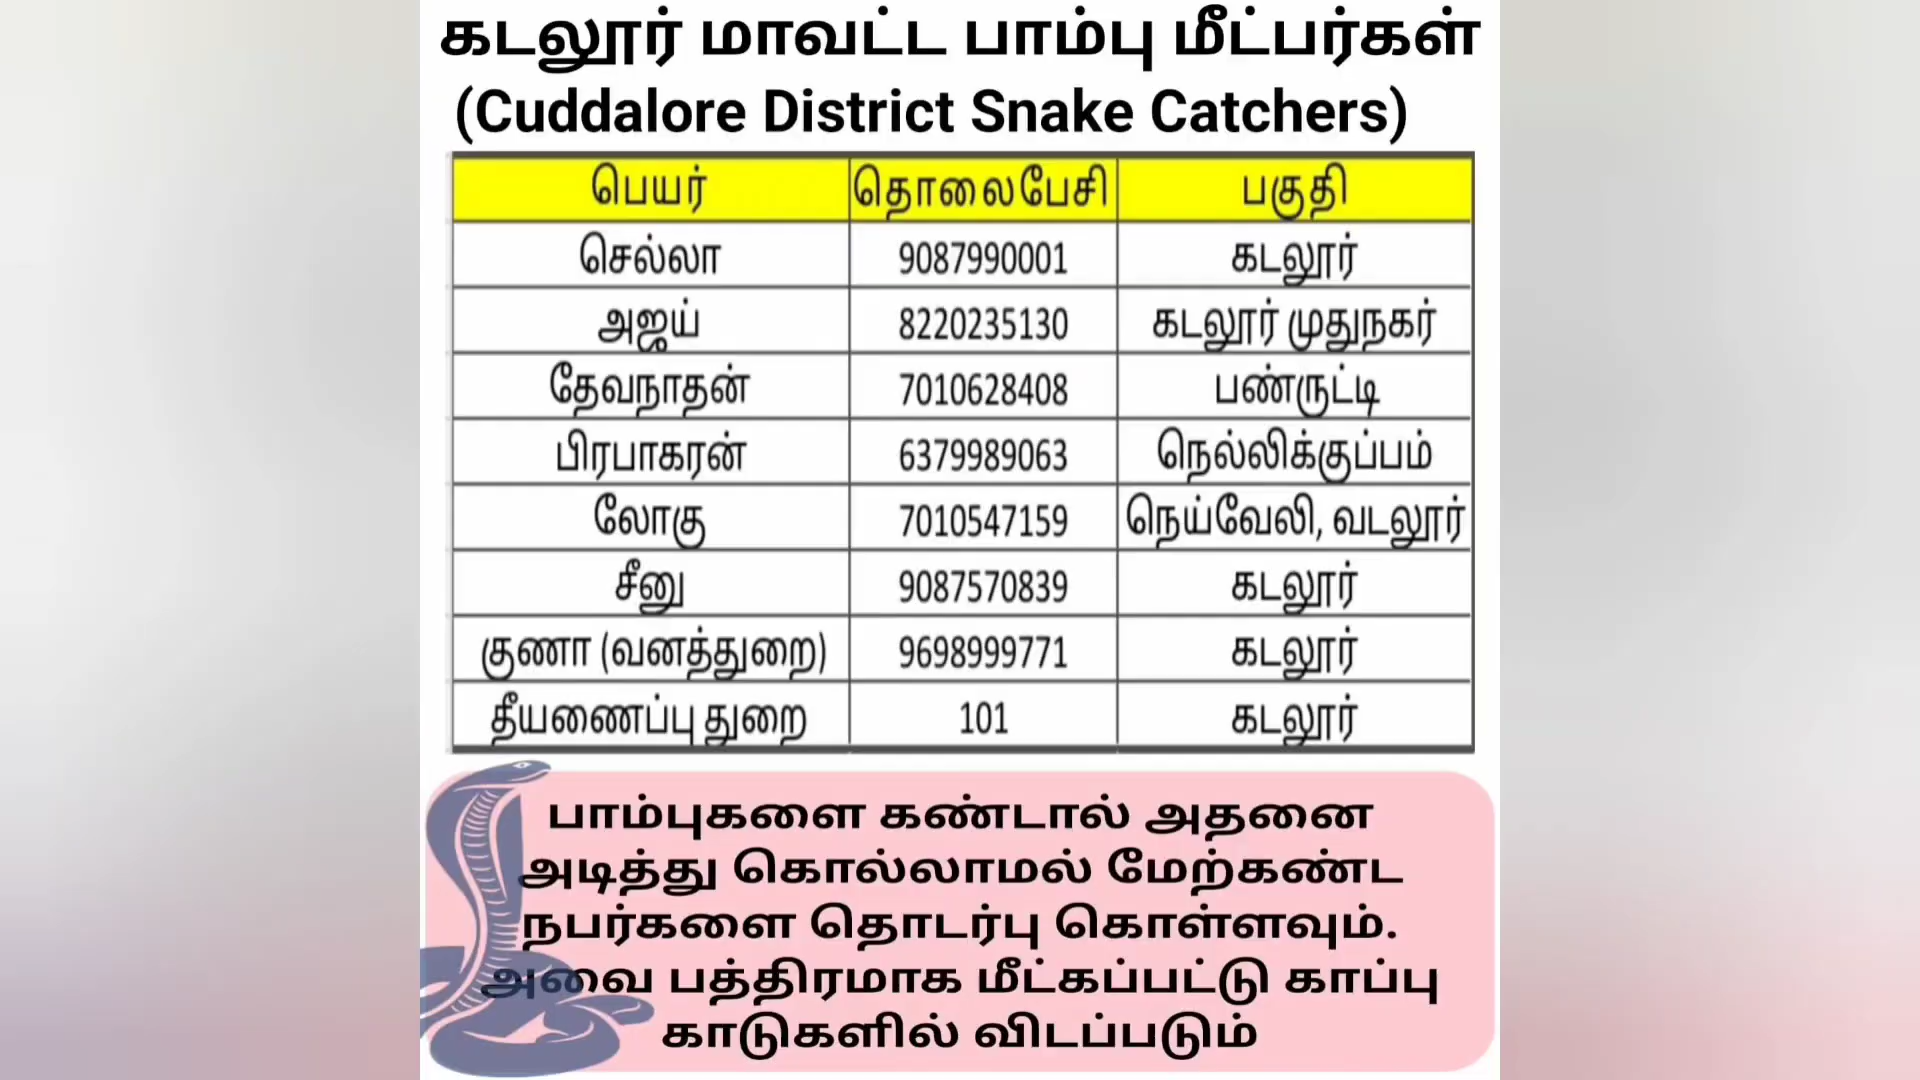 கடலூர் மாவட்ட பாம்பு மீட்பர்கள்
(Cuddalore District Snake Catchers)
பெயர் தொலைபேசி பகுதி
செல்லா 9087990001 கடலூர்
அஜய் 8220235130 கடலூர் முதுநகர்
தேவநாதன் 7010628408 பண்ருட்டி
பிரபாகரன் 6379989063 நெல்லிக்குப்பம்
லோகு 7010547159 நெய்வேலி, வடலூர்
சீனு 9087570839 கடலூர்
குணா (வனத்துறை) 9698999771 கடலூர்
தீயணைப்பு துறை 101 கடலூர்
பாம்புகளை கண்டால் அதனை
அடித்து கொல்லாமல் மேற்கண்ட
நபர்களை தொடர்பு கொள்ளவும்.
அவை பத்திரமாக மீட்கப்பட்டு காப்பு
காடுகளில் விடப்படும்